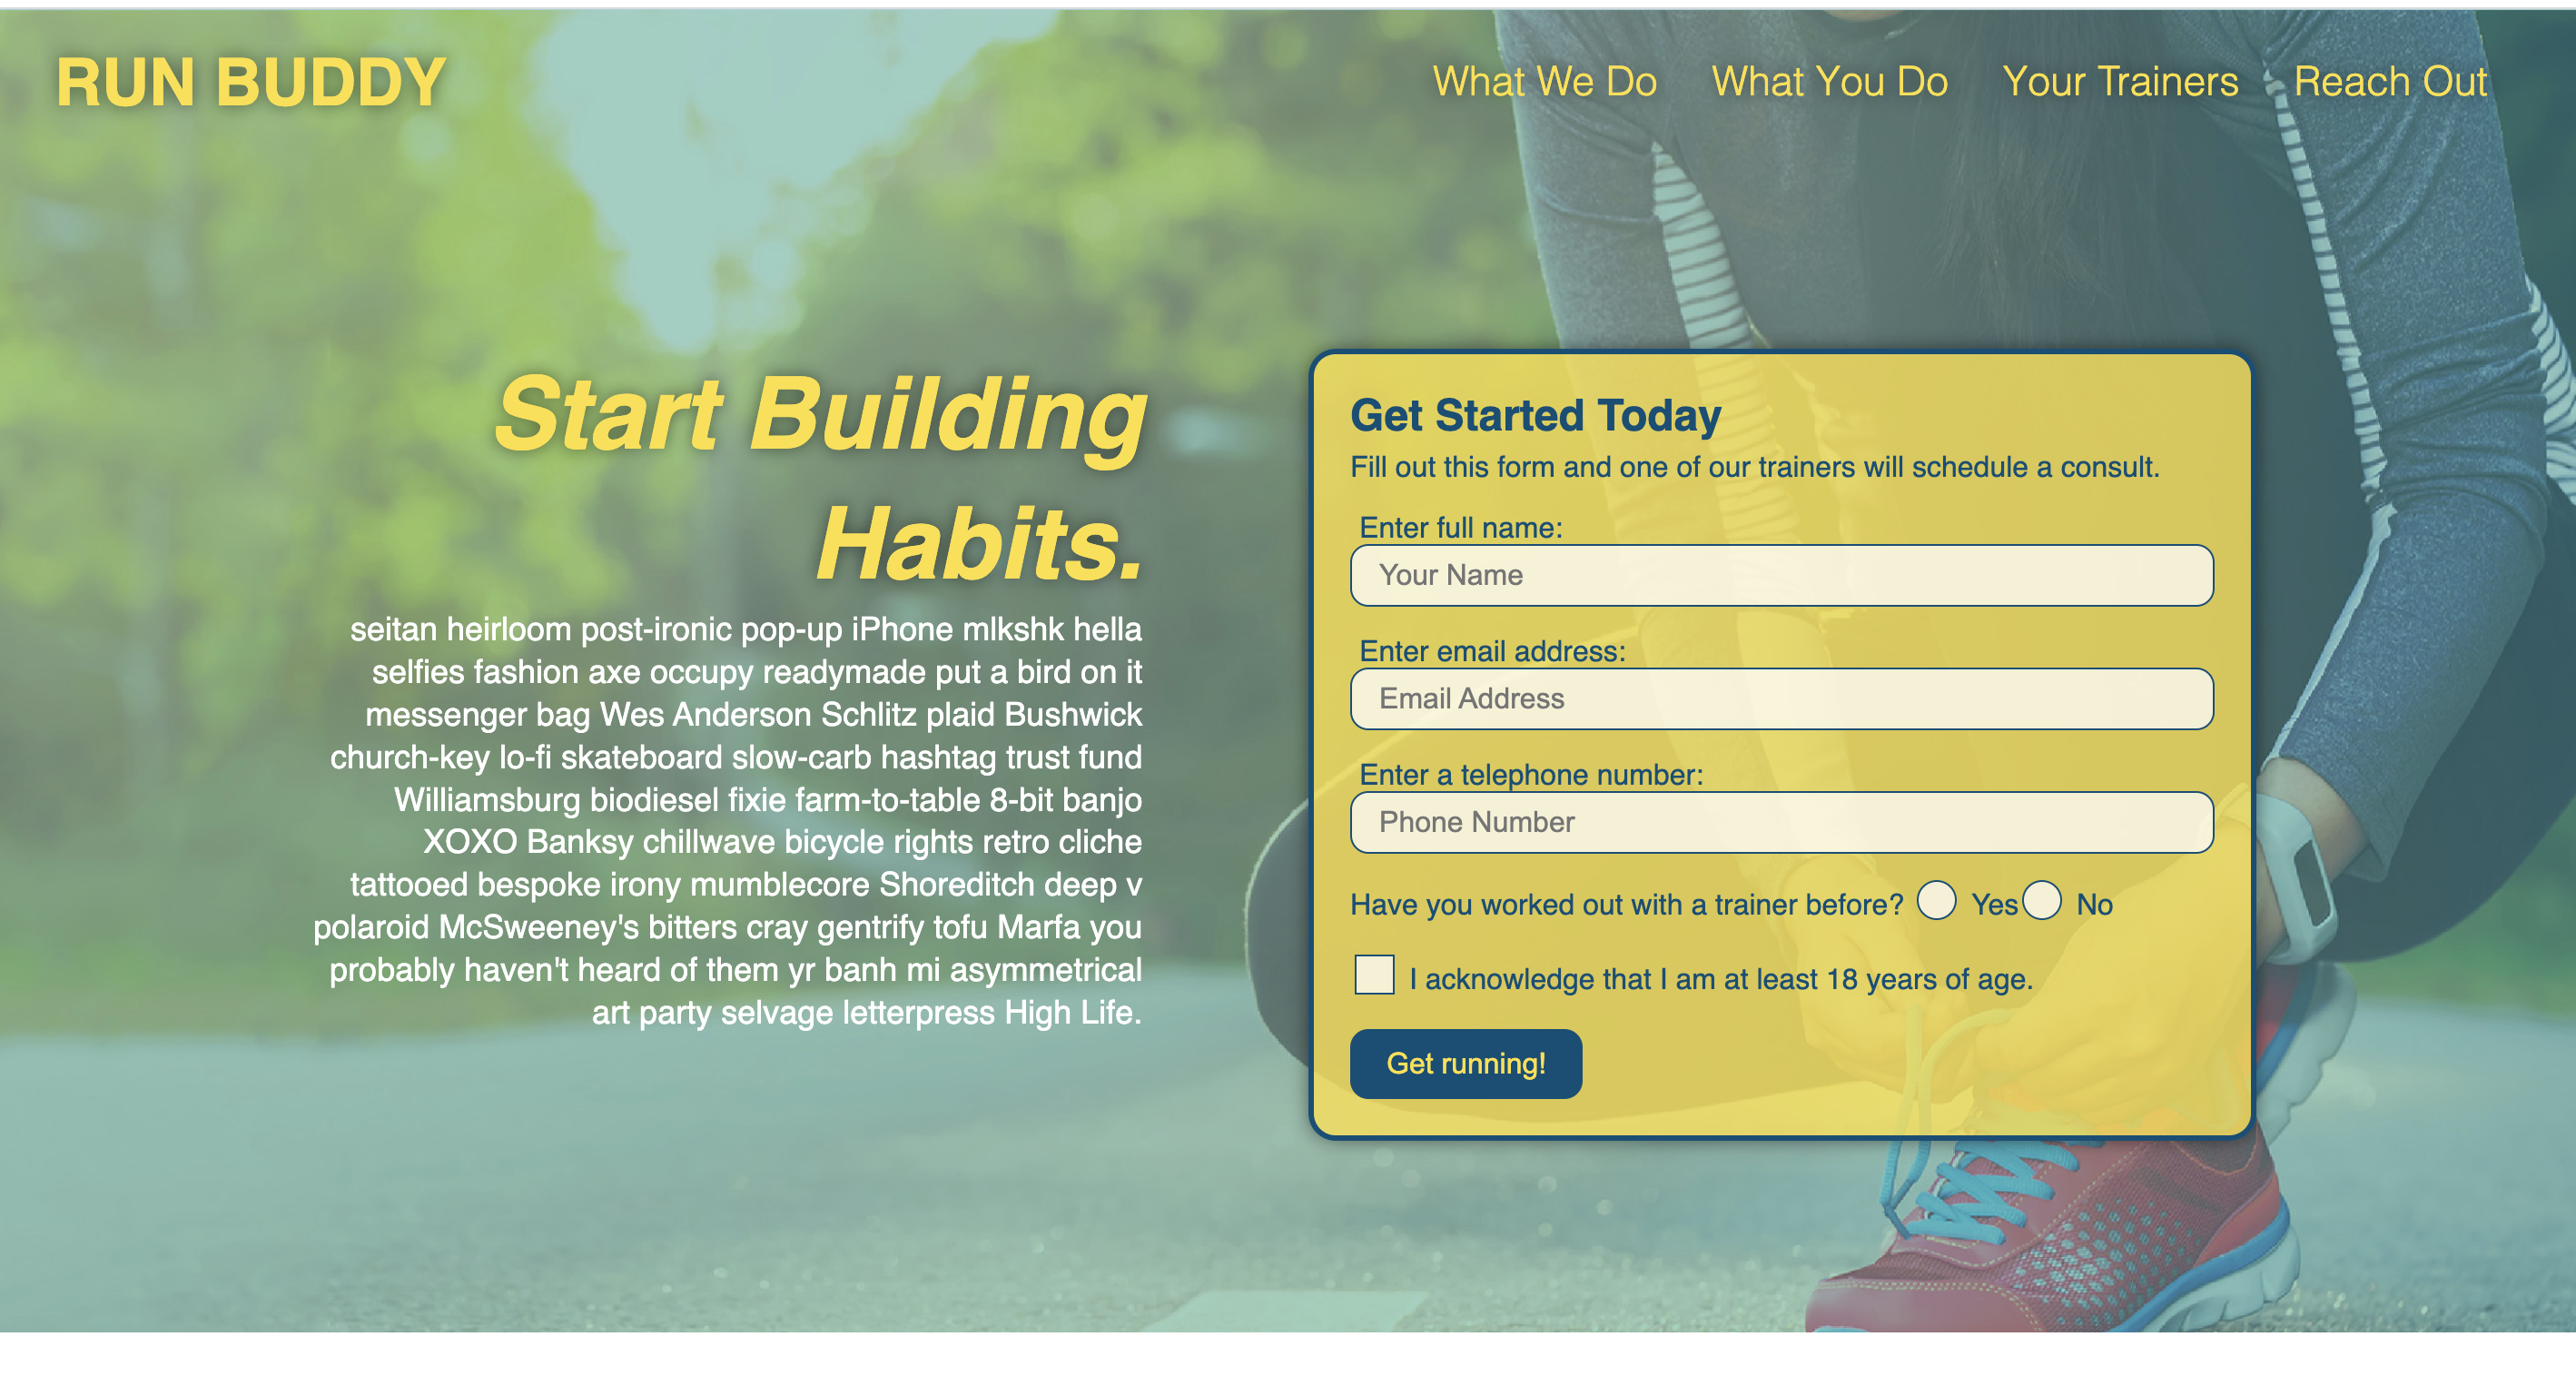 RUN BUDDY
What We Do What You Do Your Trainers Reach Out
Start Building
Habits.
seitan heirloom post-ironic pop-up iPhone mlkshk hella
selfies fashion axe occupy readymade put a bird on it
messenger bag Wes Anderson Schlitz plaid Bushwick
church-key lo-fi skateboard slow-carb hashtag trust fund
Williamsburg biodiesel fixie farm-to-table 8-bit banjo
XOXO Banksy chillwave bicycle rights retro cliche
tattooed bespoke irony mumblecore Shoreditch deep v
polaroid McSweeney's bitters cray gentrify tofu Marfa you
probably haven't heard of them yr banh mi asymmetrical
art party selvage letterpress High Life.
Get Started Today
Fill out this form and one of our trainers will schedule a consult.
Enter full name:
Your Name
Enter email address:
Email Address
Enter a telephone number:
Phone Number
Have you worked out with a trainer before? Yes No
I acknowledge that I am at least 18 years of age.
Get running!